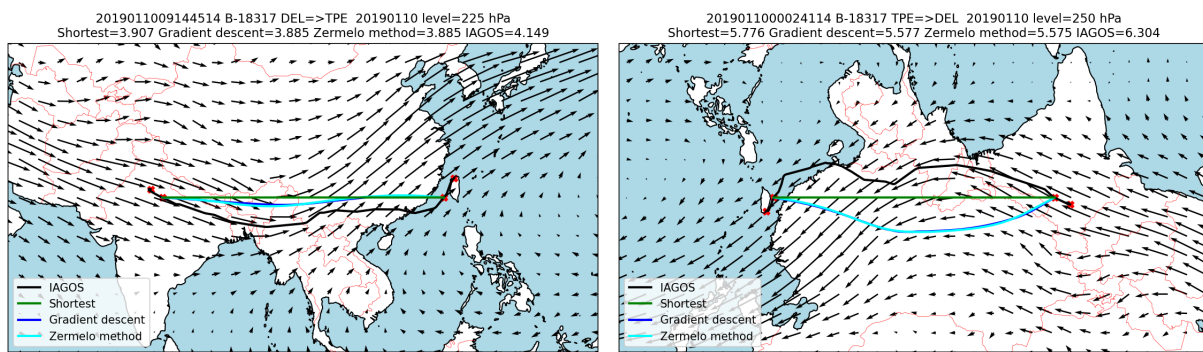 2019011009144514 B-18317 DEL=>TPE  20190110 level=225 hPa
Shortest=3.907 Gradient descent=3.885 Zermelo method=3.885 IAGOS=4.149
IAGOS
Shortest
Gradient descent
Zermelo method
2019011000024114 B-18317 TPE=>DEL  20190110 level=250 hPa
Shortest=5.776 Gradient descent=5.577 Zermelo method=5.575 IAGOS=6.304
IAGOS
Shortest
Gradient descent
Zermelo method